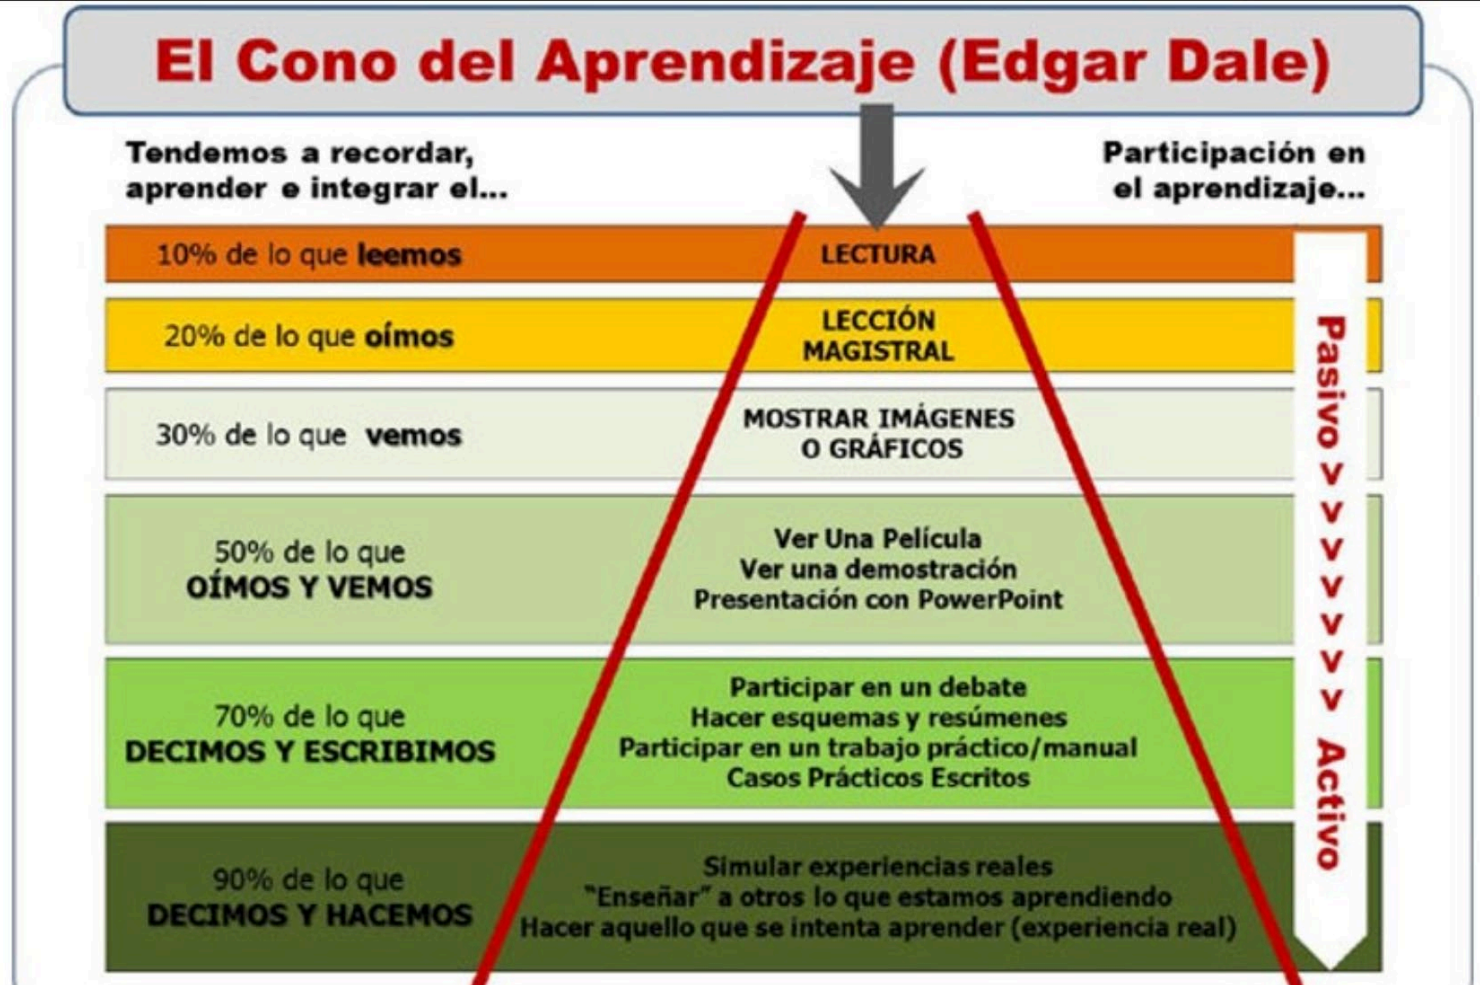 El Cono del Aprendizaje (Edgar Dale)
Tendemos a recordar,
aprender e integrar el...
Participación en
el aprendizaje...
10% de lo que leemos
LECTURA
20% de lo que oímos
LECCIÓN
MAGISTRAL
30% de lo que vemos
MOSTRAR IMÁGENES
O GRÁFICOS
50% de lo que
OÍMOS Y VEMOS
Ver Una Película
Ver una demostración
Presentación con PowerPoint
70% de lo que
DECIMOS Y ESCRIBIMOS
Participar en un debate
Hacer esquemas y resúmenes
Participar en un trabajo práctico/manual
Casos Prácticos Escritos
90% de lo que
DECIMOS Y HACEMOS
Simular experiencias reales
"Enseñar" a otros lo que estamos aprendiendo
Hacer aquello que se intenta aprender (experiencia real)
Pasivo > > > > > > > Activo